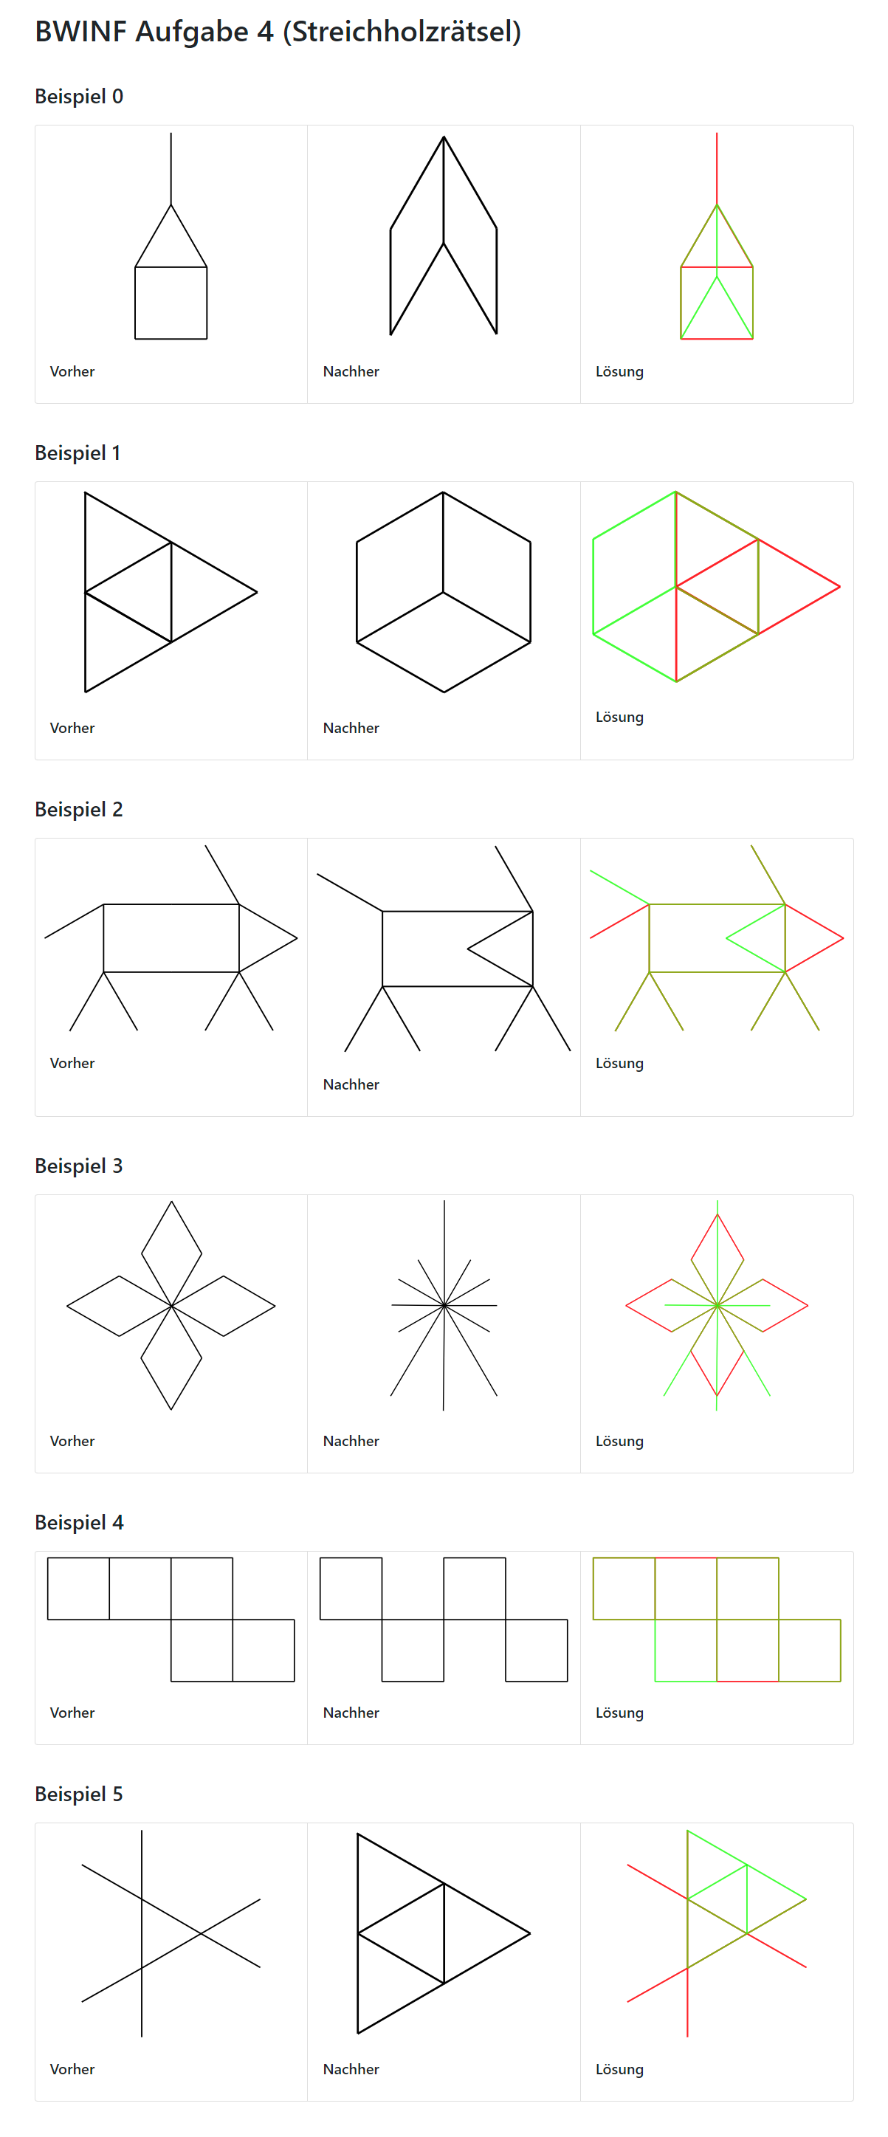 BWINF Aufgabe 4 (Streichholzrätsel)
Beispiel 0
Vorher
Nachher
Lösung
Beispiel 1
Vorher
Nachher
Lösung
Beispiel 2
Vorher
Nachher
Lösung
Beispiel 3
Vorher
Nachher
Lösung
Beispiel 4
Vorher
Nachher
Lösung
Beispiel 5
Vorher
Nachher
Lösung